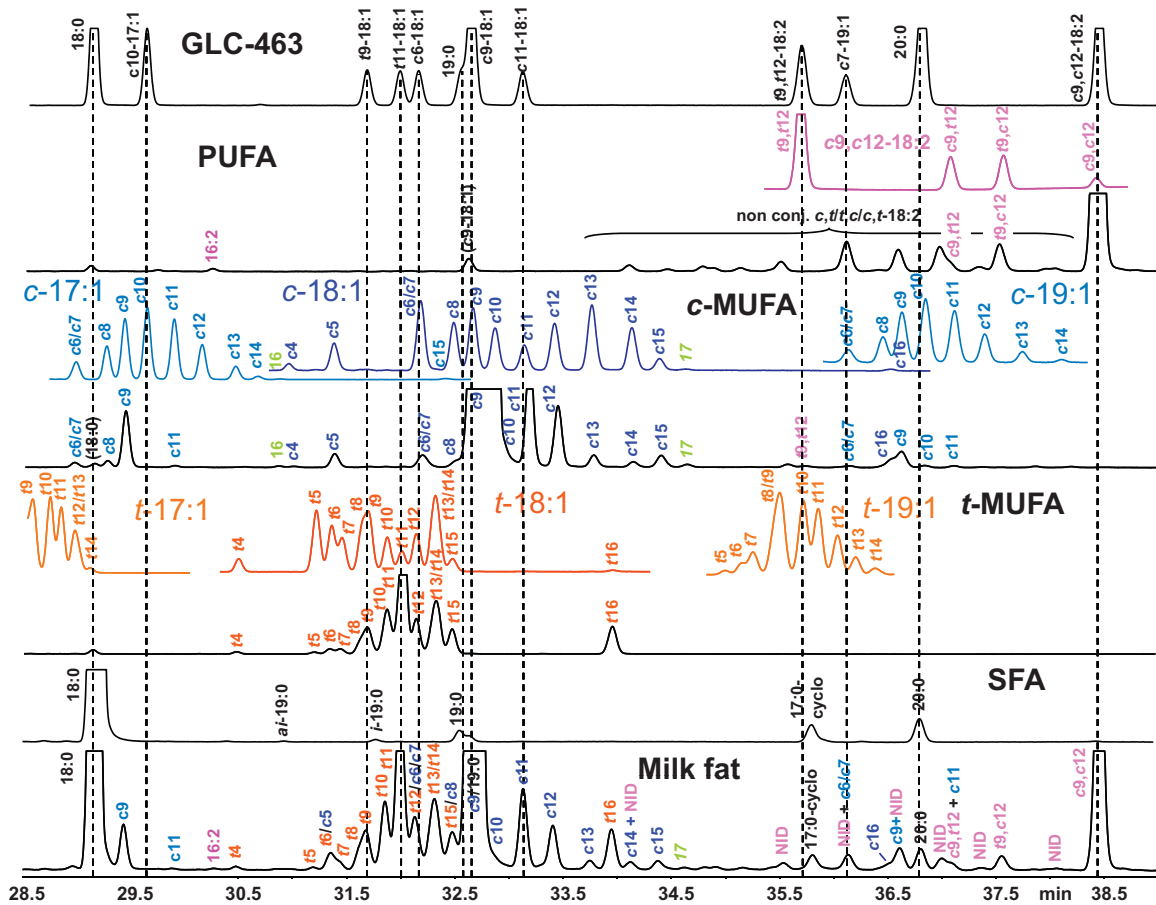 GLC-463
18:0
c10-17:1
t9-18:1
t11-18:1
c6-18:1
19:0
c9-18:1
c11-18:1
t9,t12-18:2
c7-19:1
20:0
c9,c12-18:2
PUFA
16:2
(c9-18:1)
t9,t12
c9,c12-18:2
c9,t12
t9,c12
c9,c12
non conj. c,t/t,c/c,t-18:2
c9,t12
t9,c12
c-17:1
c-18:1
c-MUFA
c-19:1
c6/c7
c8
c9
c10
c11
c12
c13
c14
16
c4
c5
c6/c7
c15
c8
c9
c10
c11
c12
c13
c14
c15
17
c6/c7
c8
c9
c16
c10
c11
c12
c13
c14
c6/c7
(18:0)
c8
c9
c11
16
c4
c5
c6/c7
c8
c9
c10
c11
c12
c13
c14
c15
17
t9,t12
c6/c7
c16
c9
c10
c11
t-17:1
t-18:1
t-19:1
t-MUFA
t9
t10
t11
t12/t13
t14
t4
t5
t6
t7
t8
t9
t10
t11
t12
t13/t14
t15
t16
t5
t6
t7
t8/t9
t10
t11
t12
t13
t14
t4
t5
t6
t7
t8
t9
t10
t11
t12
t13/t14
t15
t16
SFA
18:0
ai-19:0
i-19:0
19:0
17:0-
cyclo
20:0
Milk fat
18:0
c9
c11
16:2
t4
t5
t6/c5
t7
t8
t9
t10
t11
t12/c6/c7
t13/t14
t15/c8
c9/19:0
c10
c11
c12
c13
t16
c14 + NID
c15
17
NID
17:0-cyclo
NID + c6/c7
c16
c9+NID
20:0
NID
c9,t12 + c11
NID
t9,c12
NID
c9,c12
28.5 29.5 30.5 31.5 32.5 33.5 34.5 35.5 36.5 37.5 min 38.5